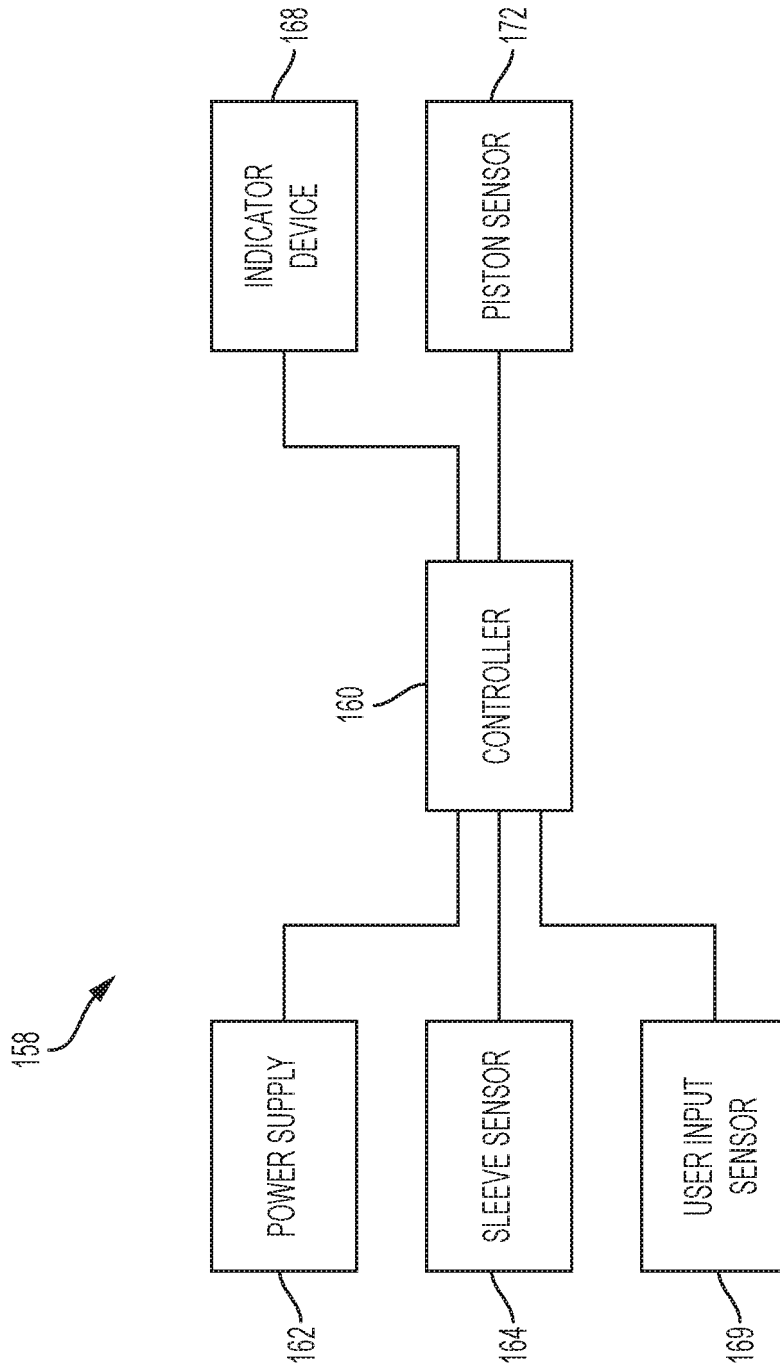 158
162
POWER SUPPLY
164
SLEEVE SENSOR
169
USER INPUT
SENSOR
160
CONTROLLER
INDICATOR
DEVICE
168
PISTON SENSOR
172